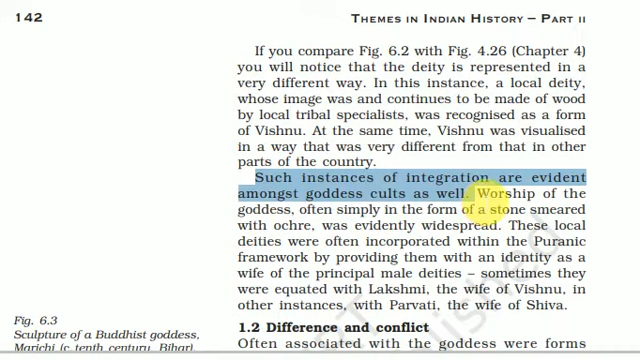 142
THEMES IN INDIAN HISTORY – PART II
If you compare Fig. 6.2 with Fig. 4.26 (Chapter 4)
you will notice that the deity is represented in a
very different way. In this instance, a local deity,
whose image was and continues to be made of wood
by local tribal specialists, was recognised as a form
of Vishnu. At the same time, Vishnu was visualised
in a way that was very different from that in other
parts of the country.
Such instances of integration are evident
amongst goddess cults as well. Worship of the
goddess, often simply in the form of a stone smeared
with ochre, was evidently widespread. These local
deities were often incorporated within the Puranic
framework by providing them with an identity as a
wife of the principal male deities – sometimes they
were equated with Lakshmi, the wife of Vishnu, in
other instances, with Parvati, the wife of Shiva.
Fig. 6.3
Sculpture of a Buddhist goddess,
Marichi (c. tenth century, Bihar),
1.2 Difference and conflict
Often associated with the goddess were forms